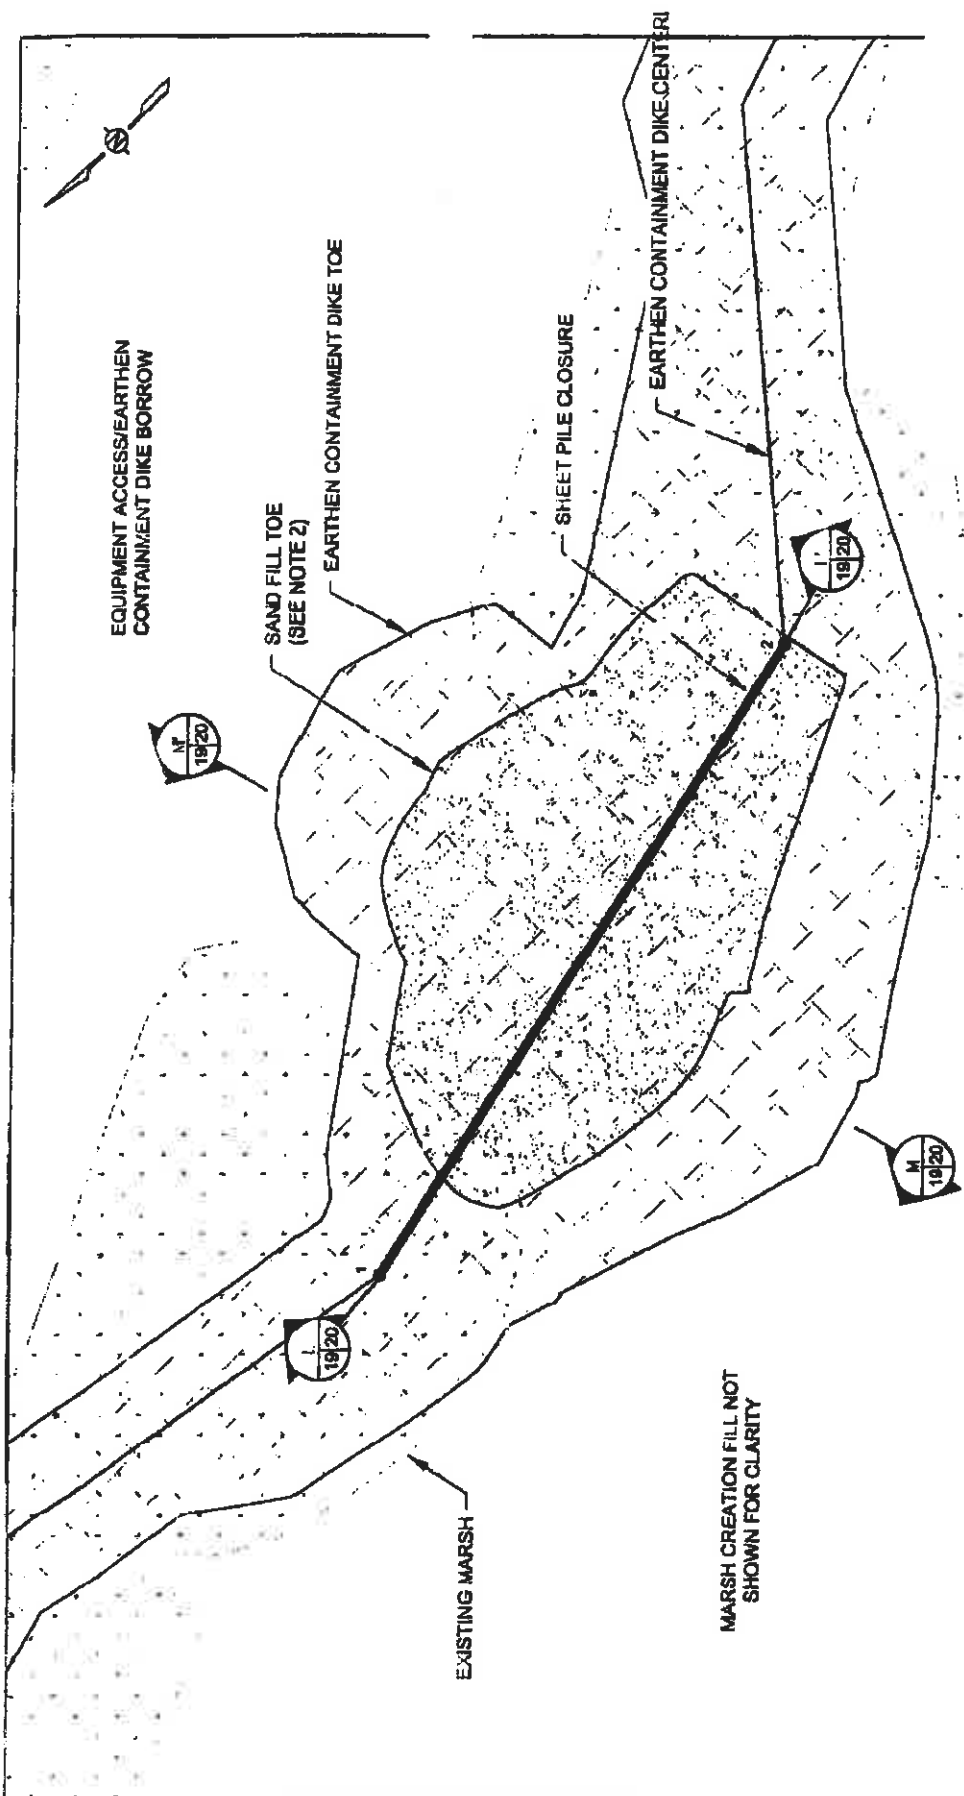 EQUIPMENT ACCESS/EARTHEN
CONTAINMENT DIKE BORROW
M'
19 20
SAND FILL TOE
(SEE NOTE 2)
EARTHEN CONTAINMENT DIKE TOE
SHEET PILE CLOSURE
EARTHEN CONTAINMENT DIKE CENTERL
1
2
19 20
19 20
M
19 20
EXISTING MARSH
MARSH CREATION FILL NOT
SHOWN FOR CLARITY
N